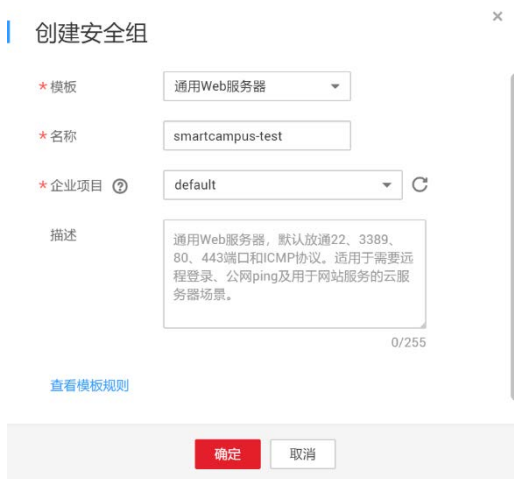 创建安全组
*模板 通用Web服务器
*名称 smartcampus-test
*企业项目 ? default
描述 通用Web服务器，默认放通22、3389、
80、443端口和ICMP协议。适用于需要远
程登录、公网ping及用于网站服务的云服
务器场景。
0/255
查看模板规则
确定 取消